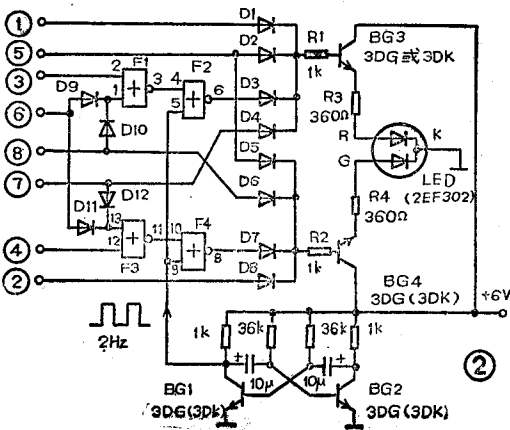 ①
D1
⑤
D2
R1
1k
BG3
3DG或3DK
③
2
F1
3
4
F2
D9
1
5
6
D3
R3
360Ω
⑥
D10
D4
R
K
⑧
D5
G
LED
(2EF302)
⑦
D12
D6
R4
360Ω
D11
13
11
10
F4
D7
R2
④
12
F3
9
8
1k
②
D8
BG4
3DG(3DK)
+6V
2Hz
1k
36k
36k
1k
②
+
10μ
10μ
+
BG1
3DG(3DK)
BG2
3DG(3DK)